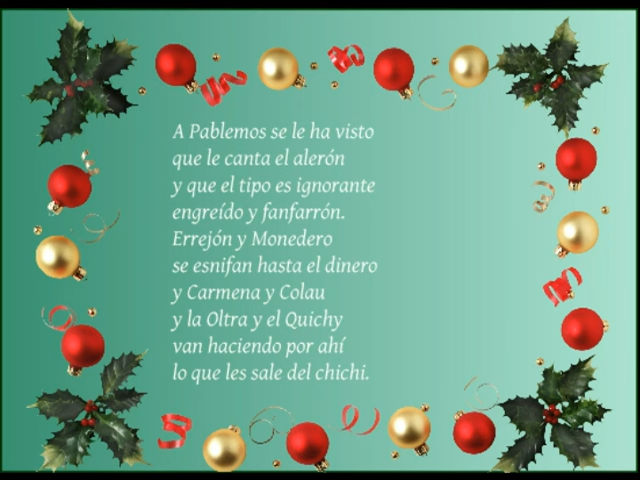 A Pablemos se le ha visto
que le canta el alerón
y que el tipo es ignorante
engreído y fanfarrón.
Errejón y Monedero
se esnifan hasta el dinero
y Carmena y Colau
y la Oltra y el Quichy
van haciendo por ahí
lo que les sale del chichi.